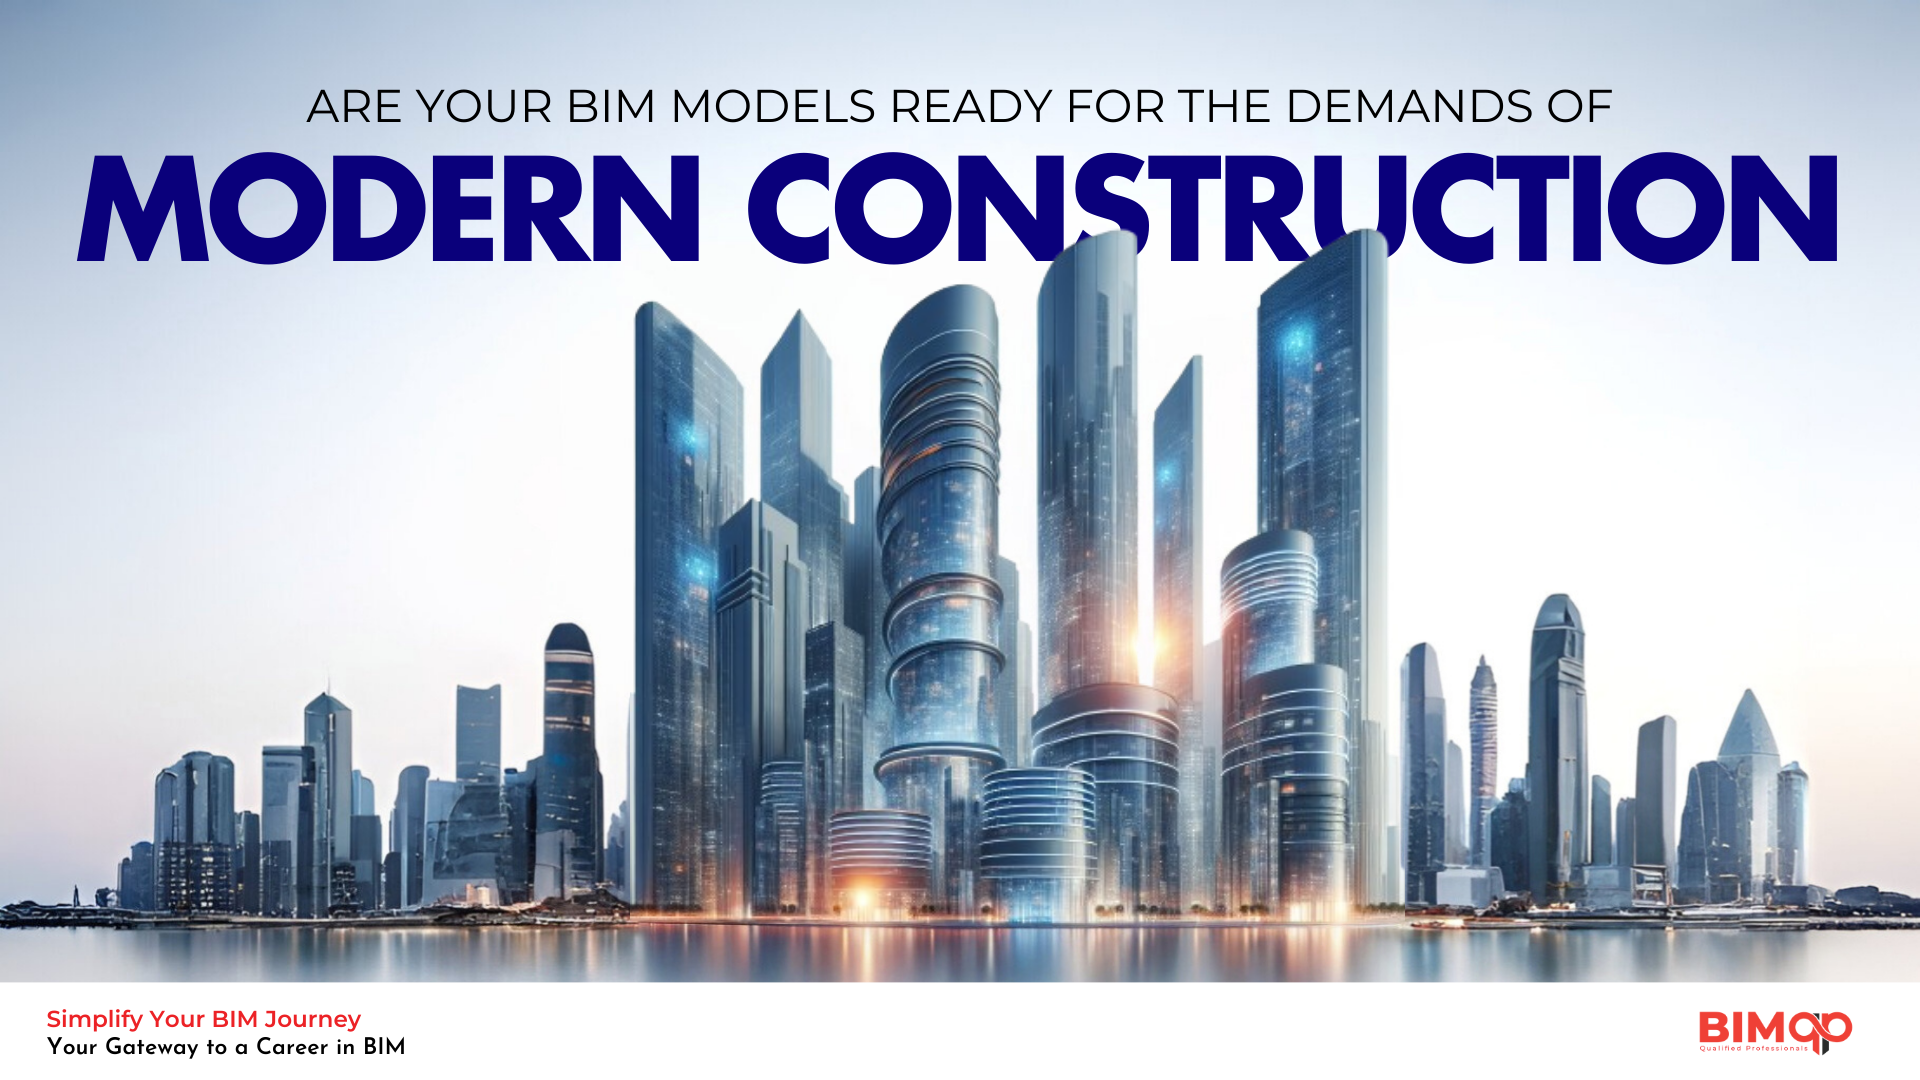 ARE YOUR BIM MODELS READY FOR THE DEMANDS OF
MODERN CONSTRUCTION
Simplify Your BIM Journey
Your Gateway to a Career in BIM
BIMqp
Qualified Professionals